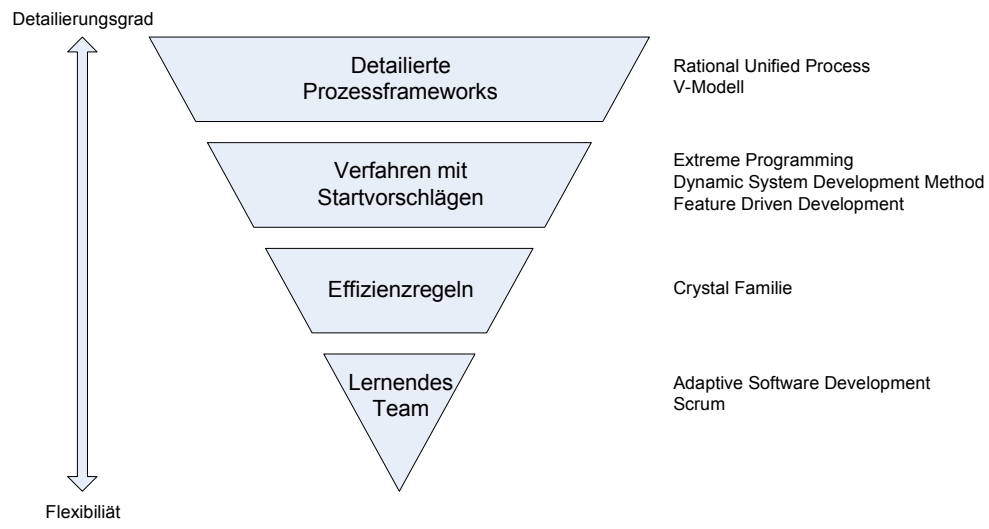 Detailierungsgrad
Detailierte
Prozessframeworks
Rational Unified Process
V-Modell
Verfahren mit
Startvorschlägen
Extreme Programming
Dynamic System Development Method
Feature Driven Development
Effizienzregeln
Crystal Familie
Lernendes
Team
Adaptive Software Development
Scrum
Flexibiliät